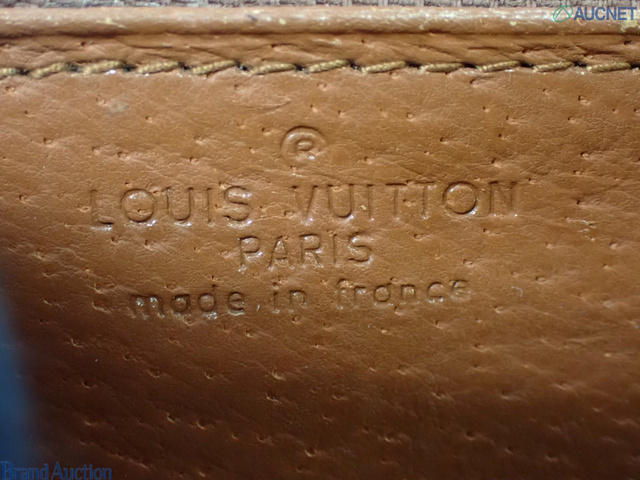 AUCNET
®
LOUIS VUITTON
PARIS
made in france
Brand Auction